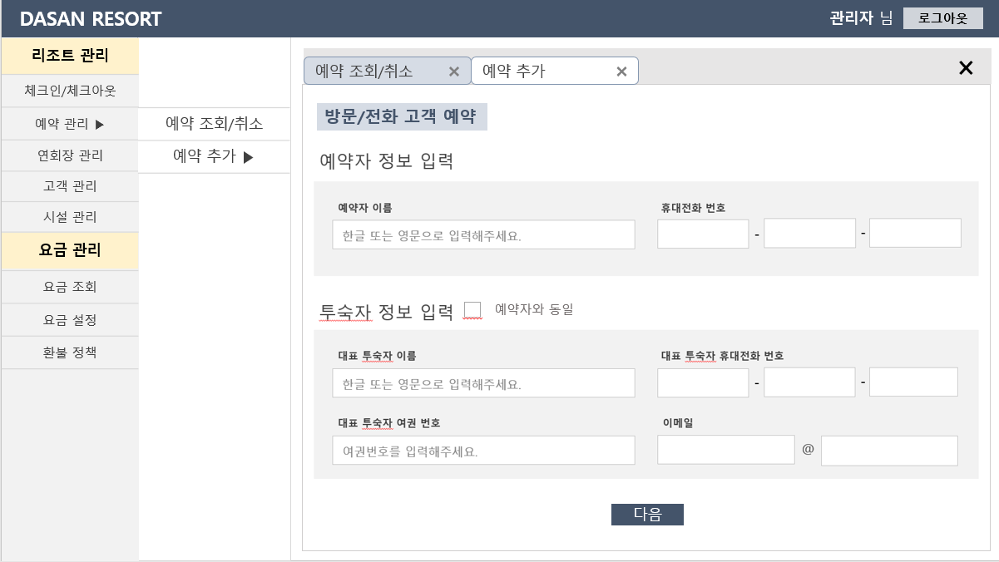 DASAN RESORT
관리자 님
로그아웃
리조트 관리
체크인/체크아웃
예약 관리 ▶
연회장 관리
고객 관리
시설 관리
요금 관리
요금 조회
요금 설정
환불 정책
예약 조회/취소
예약 추가 ▶
예약 조회/취소 ×
예약 추가 ×
×
방문/전화 고객 예약
예약자 정보 입력
예약자 이름
휴대전화 번호
한글 또는 영문으로 입력해주세요.
- -
투숙자 정보 입력
예약자와 동일
대표 투숙자 이름
대표 투숙자 휴대전화 번호
한글 또는 영문으로 입력해주세요.
- -
대표 투숙자 여권 번호
이메일
여권번호를 입력해주세요.
@
다음